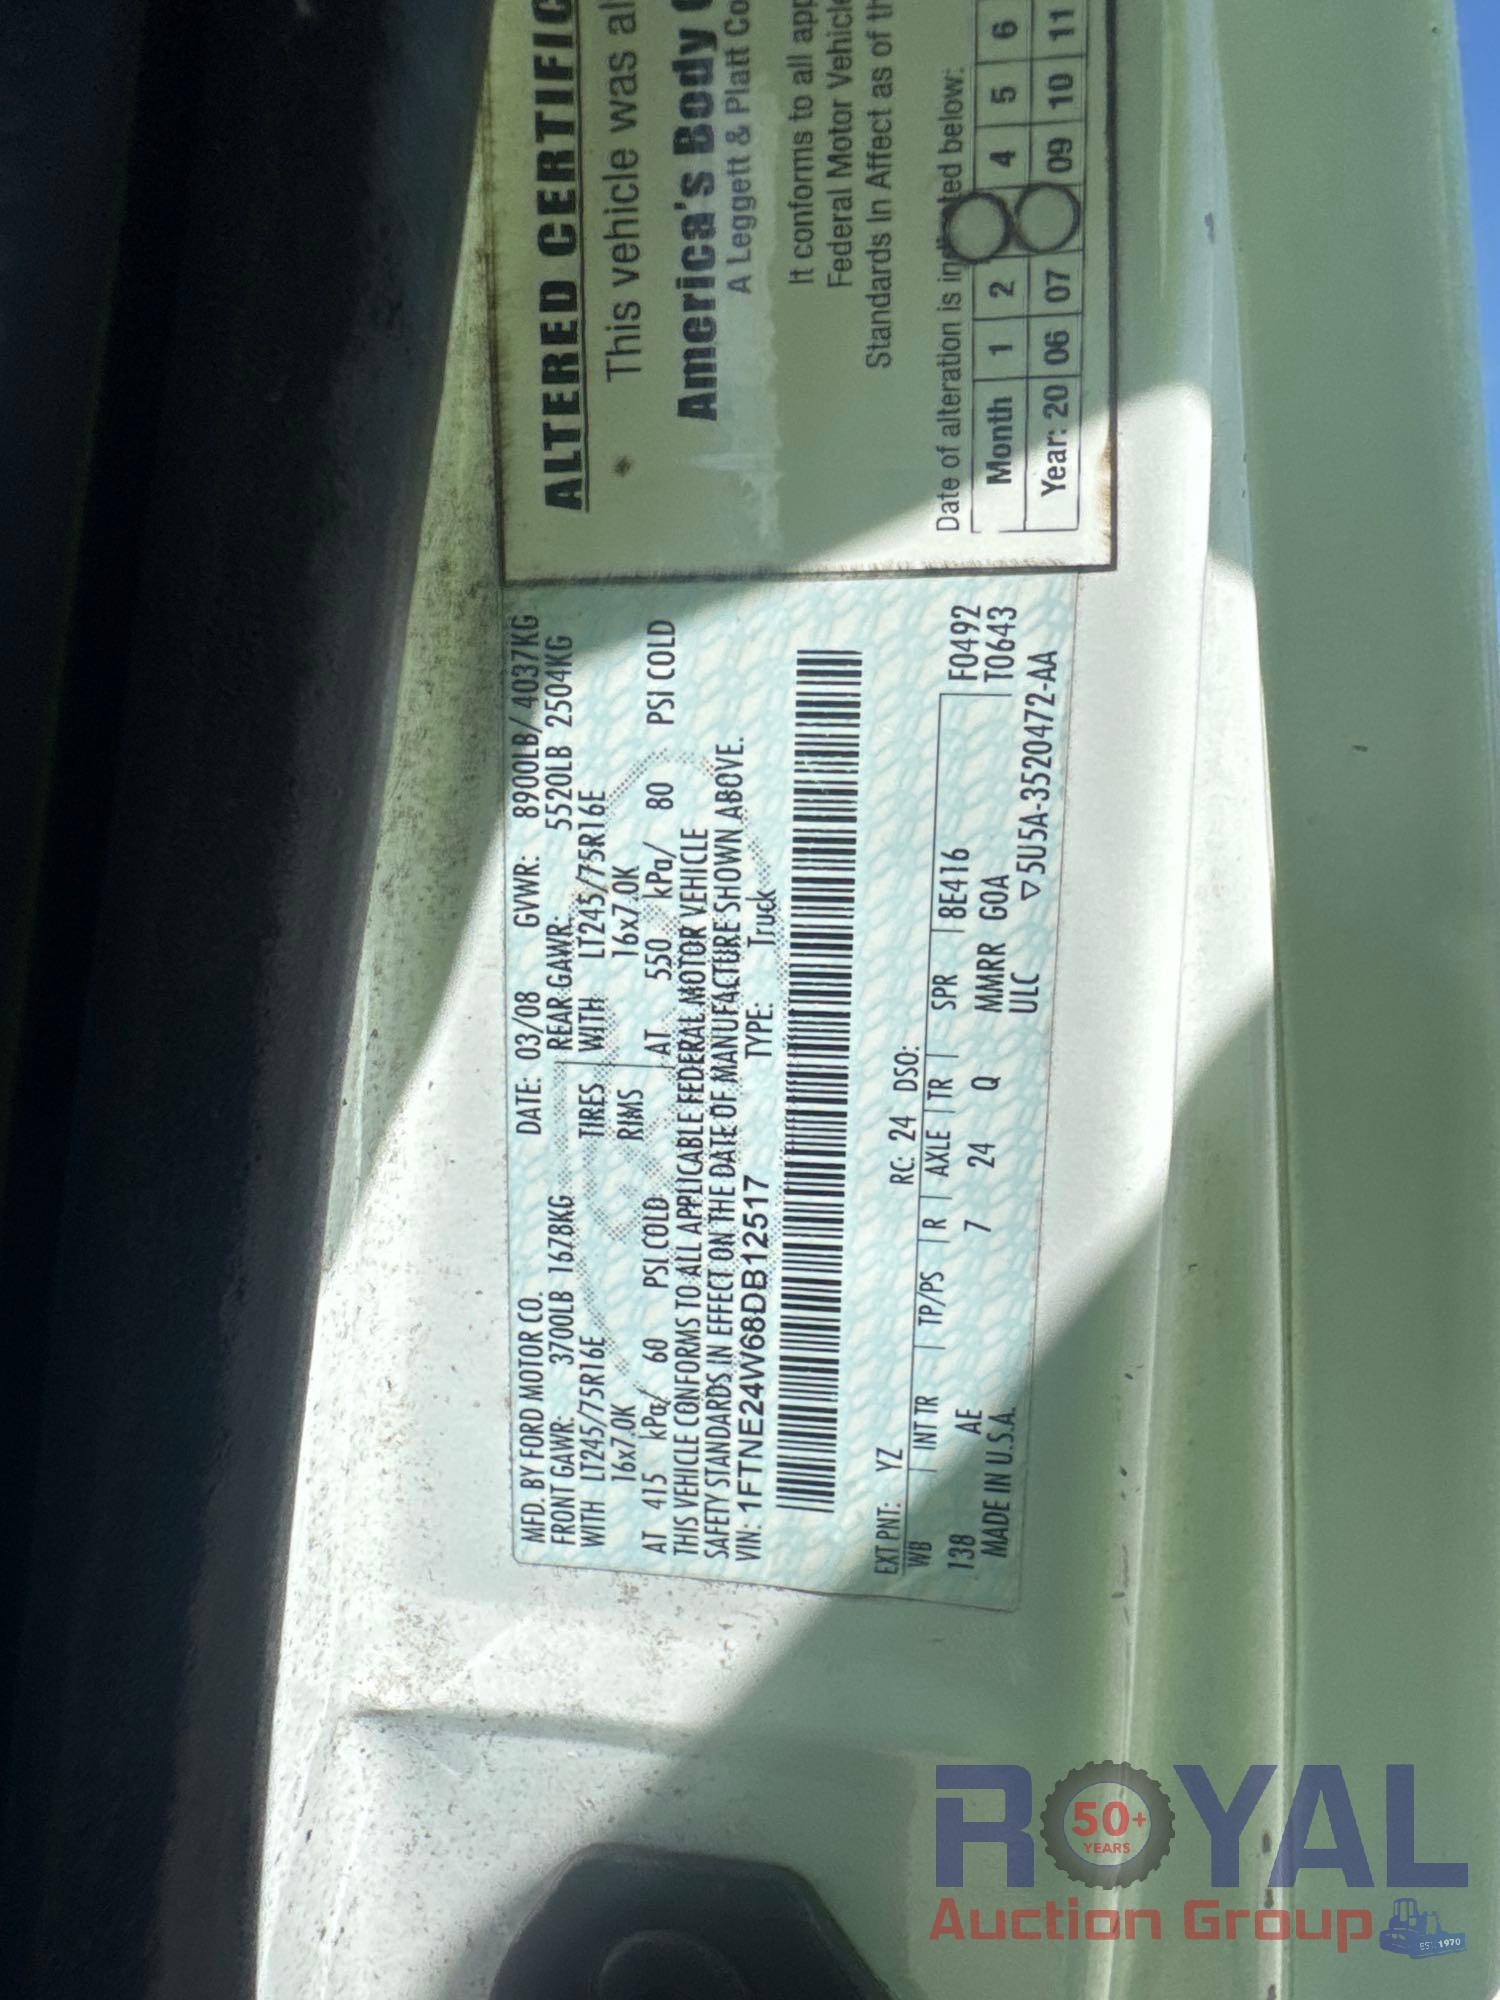 MFD. BY FORD MOTOR CO.
DATE: 03/08 GVWR: 8900LB/ 4037KG
FRONT GAWR: 3700LB 1678KG
REAR GAWR: 5520LB 2504KG
WITH LT245/75R16E TIRES WITH LT245/75R16E
16x7.0K RIMS 16x7.0K
AT 415 kPa/ 60 PSI COLD AT 550 kPa/ 80 PSI COLD
THIS VEHICLE CONFORMS TO ALL APPLICABLE FEDERAL MOTOR VEHICLE
SAFETY STANDARDS IN EFFECT ON THE DATE OF MANUFACTURE SHOWN ABOVE.
VIN: 1FTNE24W68DB12517 TYPE: Truck
EXT PNT: YZ RC: 24 DSO:
WB | INT TR | TP/PS | R | AXLE | TR | SPR 8E416 F0492
138 AE 7 24 Q MMRR G0A T0643
MADE IN U.S.A. ULC
▽5U5A-3520472-AA
ALTERED CERTIFIC
This vehicle was al
America's Body
A Leggett & Platt Co
It conforms to all app
Federal Motor Vehicle
Standards In Affect as of th
Date of alteration is indicated below:
Month 1 2 4 5 6
Year: 20 06 07 09 10 11
ROYAL
50+
YEARS
Auction Group
EST. 1970